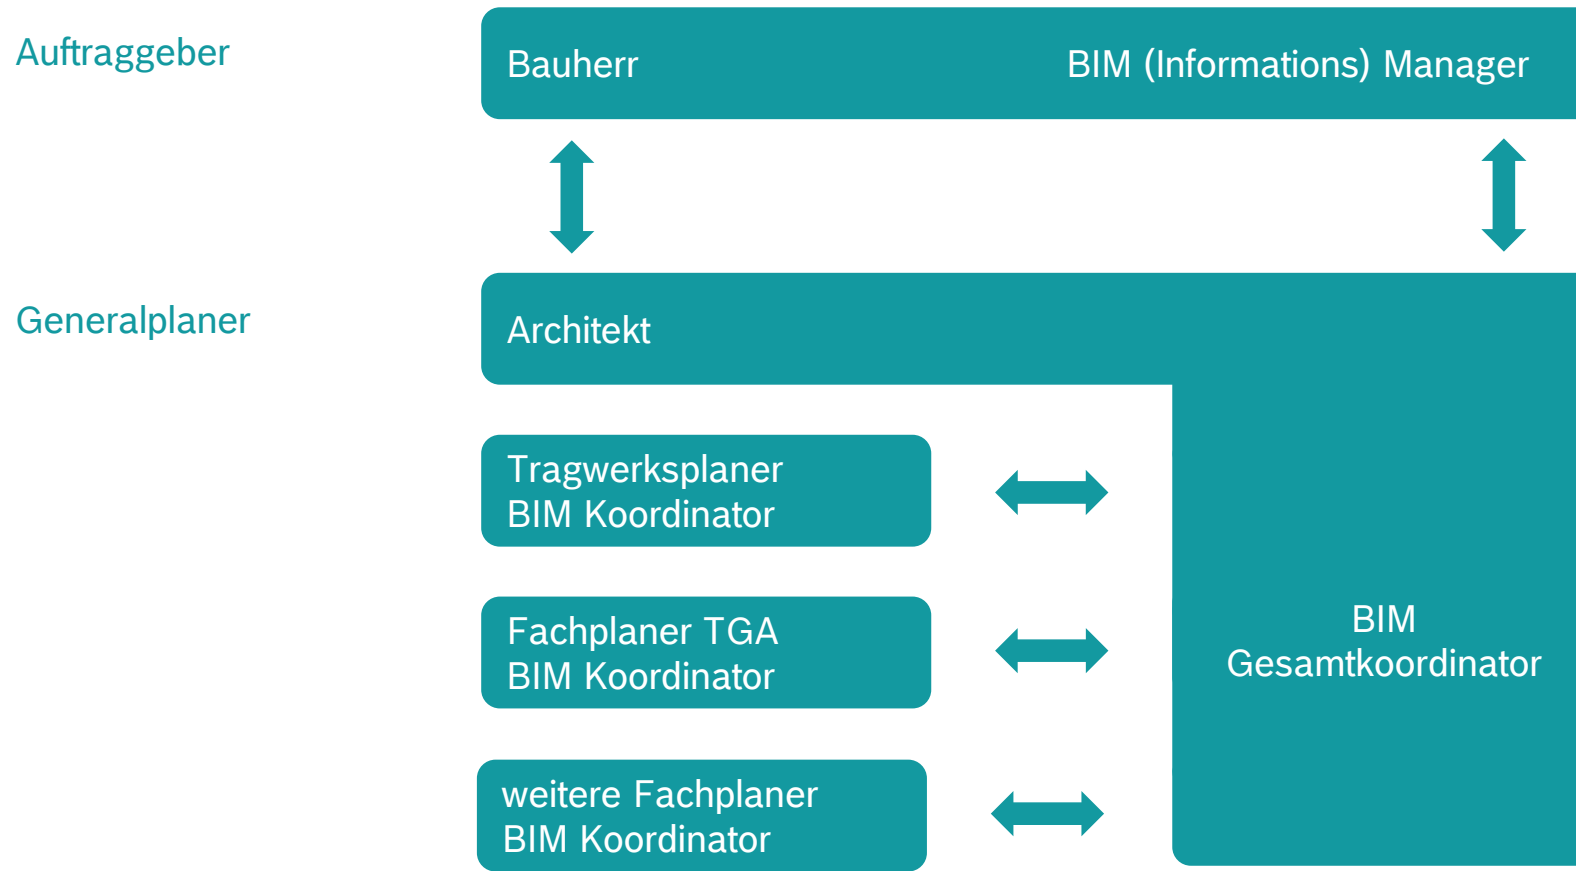 Auftraggeber
Bauherr
BIM (Informations) Manager
Generalplaner
Architekt
Tragwerksplaner
BIM Koordinator
Fachplaner TGA
BIM Koordinator
BIM
Gesamtkoordinator
weitere Fachplaner
BIM Koordinator